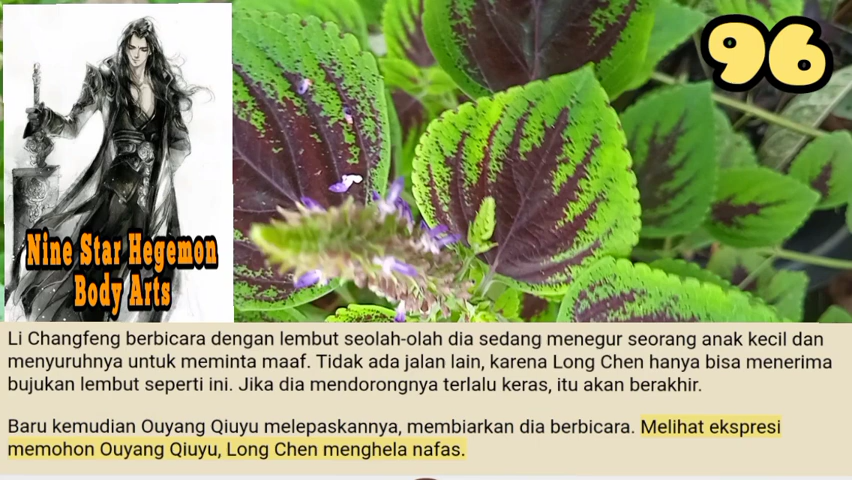 96
Nine Star Hegemon
Body Arts
Li Changfeng berbicara dengan lembut seolah-olah dia sedang menegur seorang anak kecil dan
menyuruhnya untuk meminta maaf. Tidak ada jalan lain, karena Long Chen hanya bisa menerima
bujukan lembut seperti ini. Jika dia mendorongnya terlalu keras, itu akan berakhir.
Baru kemudian Ouyang Qiuyu melepaskannya, membiarkan dia berbicara. Melihat ekspresi
memohon Ouyang Qiuyu, Long Chen menghela nafas.